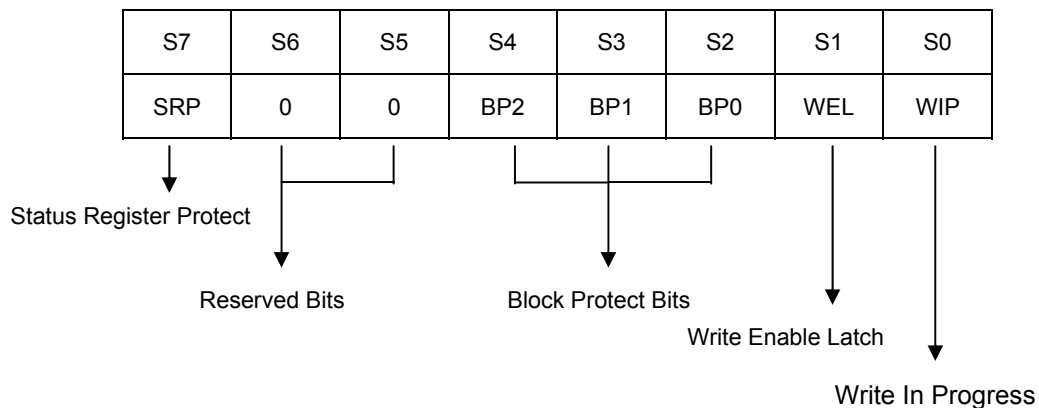 S7 S6 S5 S4 S3 S2 S1 S0
SRP 0 0 BP2 BP1 BP0 WEL WIP
Status Register Protect
Reserved Bits
Block Protect Bits
Write Enable Latch
Write In Progress